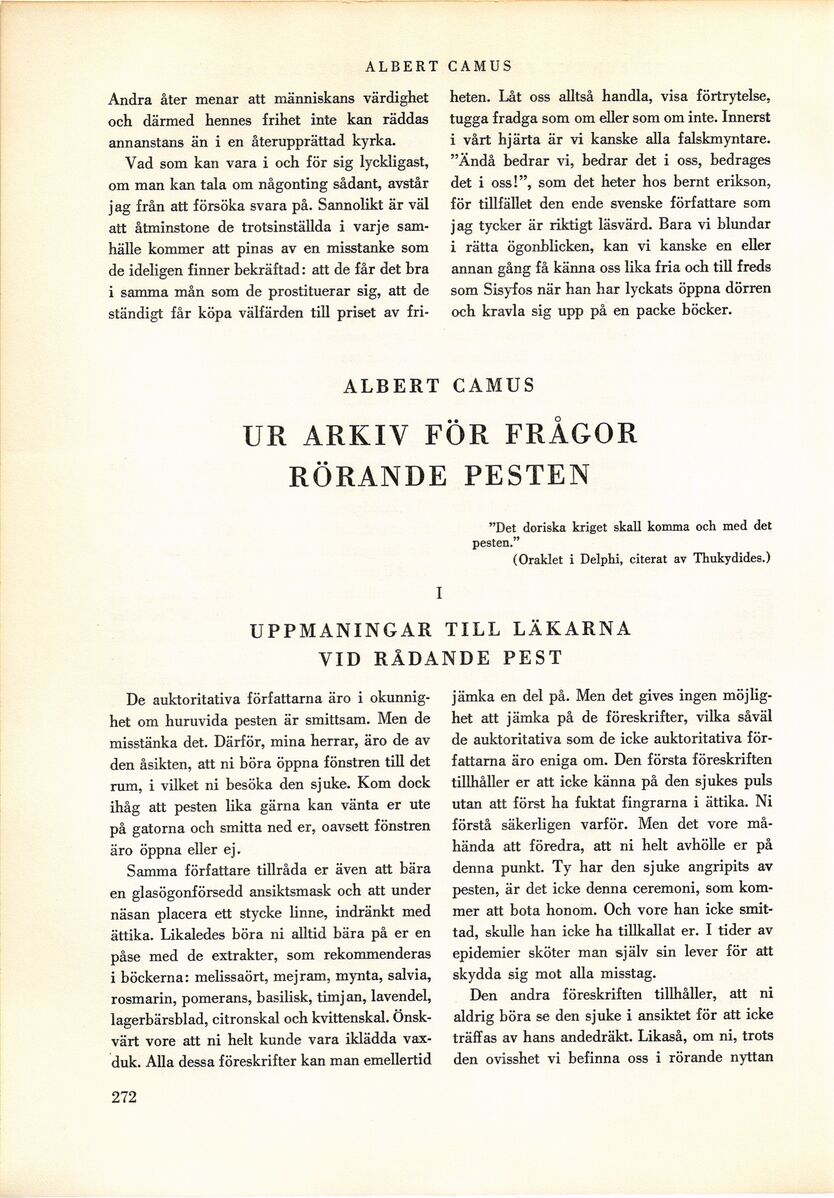 ALBERT CAMUS
Andra åter menar att människans värdighet
och därmed hennes frihet inte kan räddas
annanstans än i en återupprättad kyrka.
Vad som kan vara i och för sig lyckligast,
om man kan tala om någonting sådant, avstår
jag från att försöka svara på. Sannolikt är väl
att åtminstone de trotsinställda i varje sam-
hälle kommer att pinas av en misstanke som
de ideligen finner bekräftad: att de får det bra
i samma mån som de prostituerar sig, att de
ständigt får köpa välfärden till priset av fri-
heten. Låt oss alltså handla, visa förtrytelse,
tugga fradga som om eller som om inte. Innerst
i vårt hjärta är vi kanske alla falskmyntare.
”Ändå bedrar vi, bedrar det i oss, bedrages
det i oss!”, som det heter hos bernt erikson,
för tillfället den ende svenske författare som
jag tycker är riktigt läsvärd. Bara vi blundar
i rätta ögonblicken, kan vi kanske en eller
annan gång få känna oss lika fria och till freds
som Sisyfos när han har lyckats öppna dörren
och kravla sig upp på en packe böcker.
ALBERT CAMUS
UR ARKIV FÖR FRÅGOR
RÖRANDE PESTEN
”Det doriska kriget skall komma och med det
pesten.”
(Oraklet i Delphi, citerat av Thukydides.)
I
UPPMANINGAR TILL LÄKARNA
VID RÅDANDE PEST
De auktoritativa författarna äro i okunnig-
het om huruvida pesten är smittsam. Men de
misstänka det. Därför, mina herrar, äro de av
den åsikten, att ni böra öppna fönstren till det
rum, i vilket ni besöka den sjuke. Kom dock
ihåg att pesten lika gärna kan vänta er ute
på gatorna och smitta ned er, oavsett fönstren
äro öppna eller ej.
Samma författare tillråda er även att bära
en glasögonförsedd ansiktsmask och att under
näsan placera ett stycke linne, indränkt med
ättika. Likaledes böra ni alltid bära på er en
påse med de extrakter, som rekommenderas
i böckerna: melissaört, mejram, mynta, salvia,
rosmarin, pomerans, basilisk, timjan, lavendel,
lagerbärsblad, citronskal och kvittenskal. Önsk-
värt vore att ni helt kunde vara iklädda vax-
duk. Alla dessa föreskrifter kan man emellertid
jämka en del på. Men det gives ingen möjlig-
het att jämka på de föreskrifter, vilka såväl
de auktoritativa som de icke auktoritativa för-
fattarna äro eniga om. Den första föreskriften
tillhåller er att icke känna på den sjukes puls
utan att först ha fuktat fingrarna i ättika. Ni
förstå säkerligen varför. Men det vore må-
hända att föredra, att ni helt avhölle er på
denna punkt. Ty har den sjuke angripits av
pesten, är det icke denna ceremoni, som kom-
mer att bota honom. Och vore han icke smit-
tad, skulle han icke ha tillkallat er. I tider av
epidemier sköter man själv sin lever för att
skydda sig mot alla misstag.
Den andra föreskriften tillhåller, att ni
aldrig böra se den sjuke i ansiktet för att icke
träffas av hans andedräkt. Likaså, om ni, trots
den ovisshet vi befinna oss i rörande nyttan
272